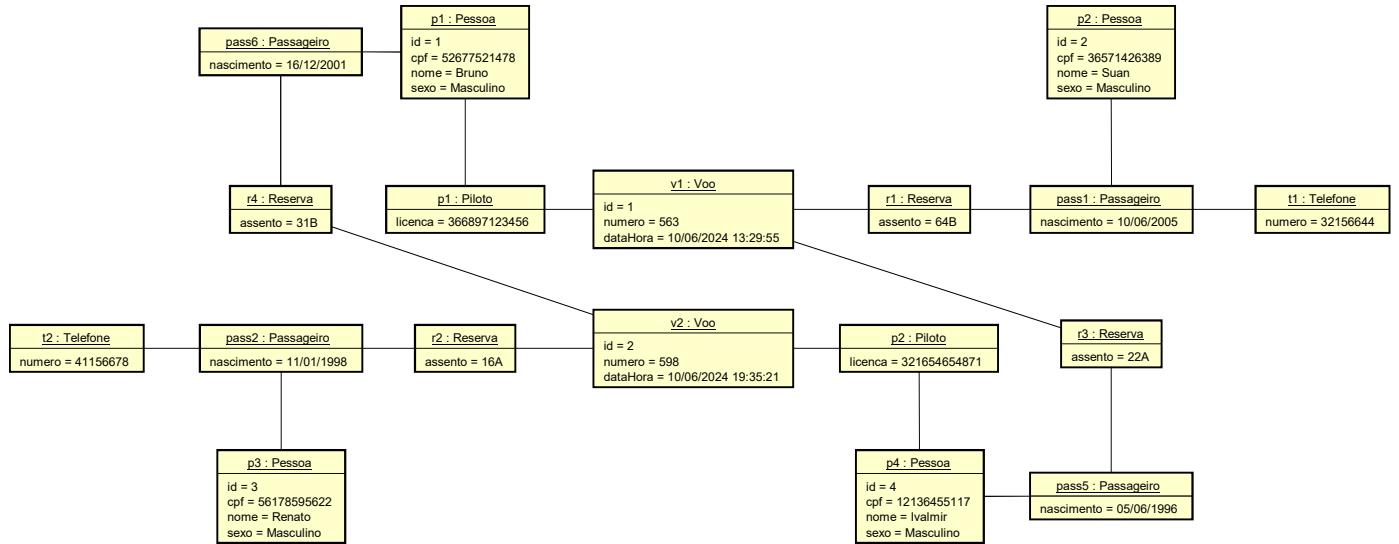 p1 : Pessoa
id = 1
cpf = 52677521478
nome = Bruno
sexo = Masculino
p2 : Pessoa
id = 2
cpf = 36571426389
nome = Suan
sexo = Masculino
pass6 : Passageiro
nascimento = 16/12/2001
r4 : Reserva
assento = 31B
p1 : Piloto
licenca = 366897123456
v1 : Voo
id = 1
numero = 563
dataHora = 10/06/2024 13:29:55
r1 : Reserva
assento = 64B
pass1 : Passageiro
nascimento = 10/06/2005
t1 : Telefone
numero = 32156644
t2 : Telefone
numero = 41156678
pass2 : Passageiro
nascimento = 11/01/1998
r2 : Reserva
assento = 16A
v2 : Voo
id = 2
numero = 598
dataHora = 10/06/2024 19:35:21
p2 : Piloto
licenca = 321654654871
r3 : Reserva
assento = 22A
p3 : Pessoa
id = 3
cpf = 56178595622
nome = Renato
sexo = Masculino
p4 : Pessoa
id = 4
cpf = 12136455117
nome = Ivalmir
sexo = Masculino
pass5 : Passageiro
nascimento = 05/06/1996